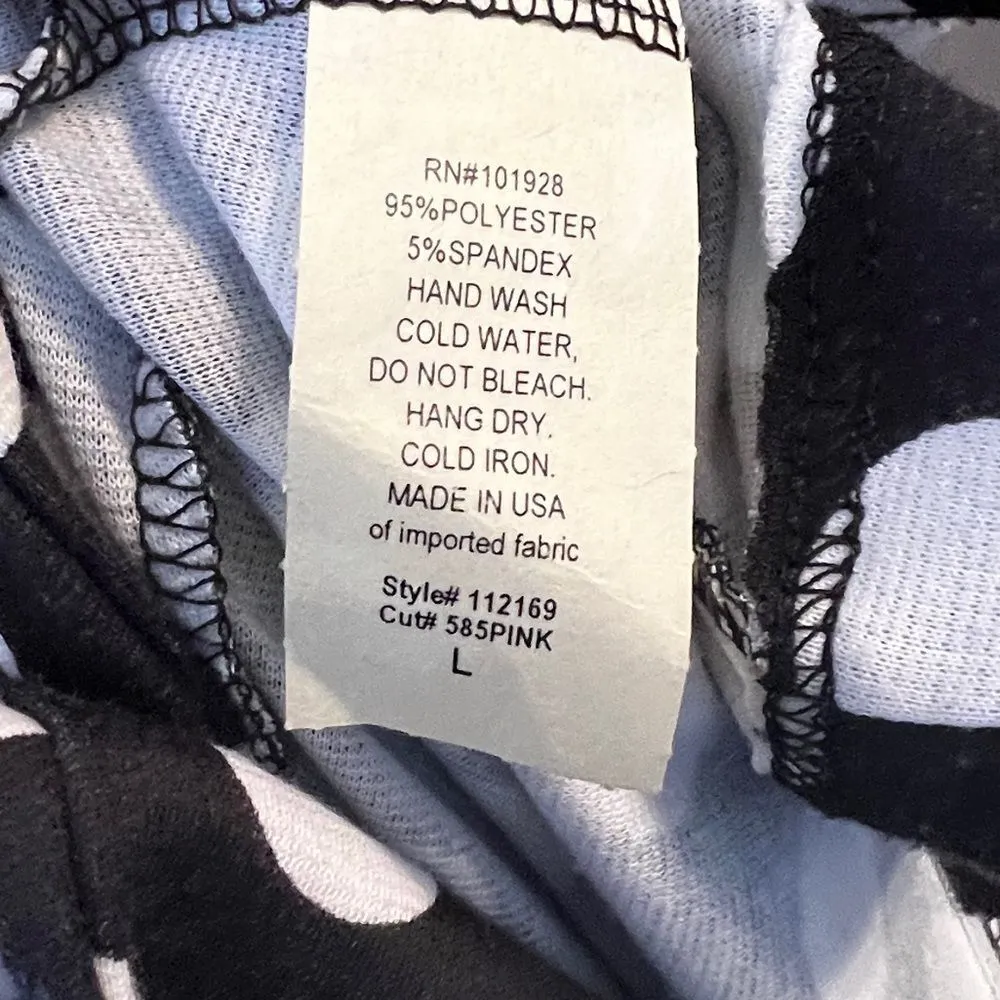 RN#101928
95%POLYESTER
5%SPANDEX
HAND WASH
COLD WATER,
DO NOT BLEACH.
HANG DRY.
COLD IRON.
MADE IN USA
of imported fabric
Style# 112169
Cut# 585PINK
L